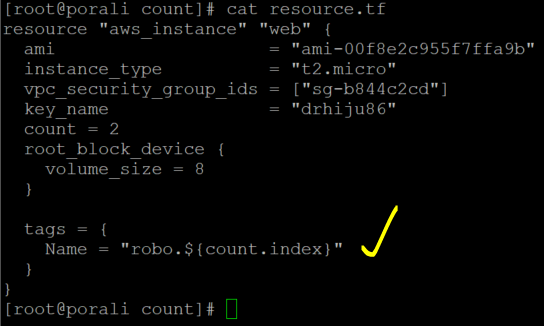 [root@porali count]# cat resource.tf
resource "aws_instance" "web" {
  ami                    = "ami-00f8e2c955f7ffa9b"
  instance_type          = "t2.micro"
  vpc_security_group_ids = ["sg-b844c2cd"]
  key_name               = "drhiju86"
  count = 2
  root_block_device {
    volume_size = 8
  }

  tags = {
    Name = "robo.${count.index}"
  }
}
[root@porali count]#